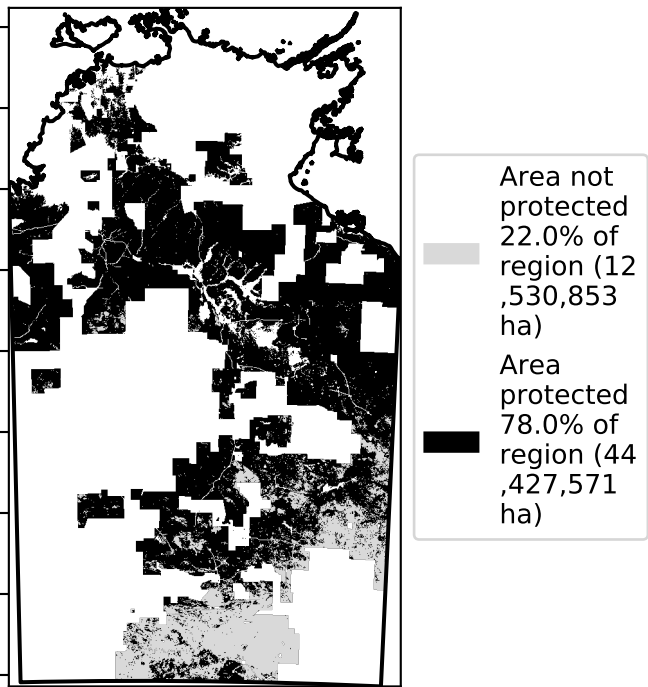 Area not
protected
22.0% of
region (12
,530,853
ha)
Area
protected
78.0% of
region (44
,427,571
ha)